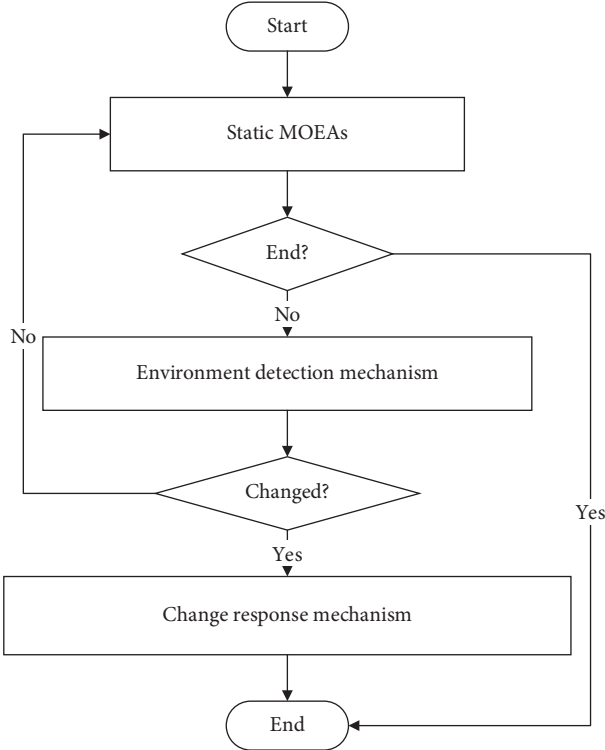 Start
Static MOEAs
End?
No
No
Environment detection mechanism
Changed?
Yes
Yes
Change response mechanism
End